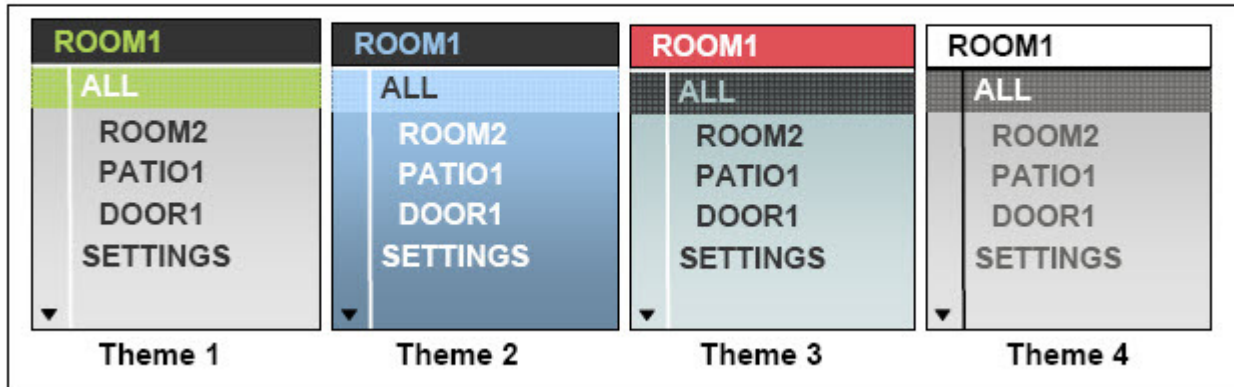 ROOM1
ALL
ROOM2
PATIO1
DOOR1
SETTINGS
Theme 1
ROOM1
ALL
ROOM2
PATIO1
DOOR1
SETTINGS
Theme 2
ROOM1
ALL
ROOM2
PATIO1
DOOR1
SETTINGS
Theme 3
ROOM1
ALL
ROOM2
PATIO1
DOOR1
SETTINGS
Theme 4